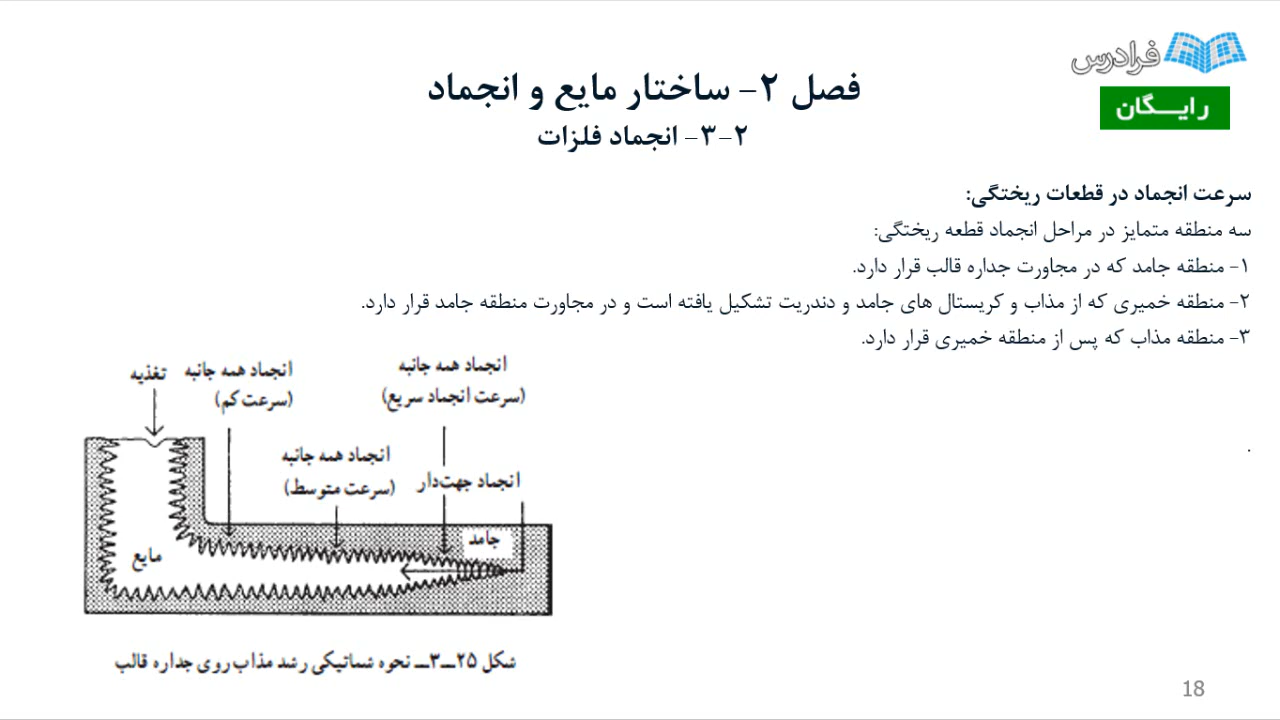 فرادرس
رایگان
فصل ۲- ساختار مایع و انجماد
۲-۳- انجماد فلزات
سرعت انجماد در قطعات ریختگی:
سه منطقه متمایز در مراحل انجماد قطعه ریختگی:
۱- منطقه جامد که در مجاورت جداره قالب قرار دارد.
۲- منطقه خمیری که از مذاب و کریستال های جامد و دندریت تشکیل یافته است و در مجاورت منطقه جامد قرار دارد.
۳- منطقه مذاب که پس از منطقه خمیری قرار دارد.
.
انجماد همه جانبه
(سرعت انجماد سریع)
انجماد همه جانبه
(سرعت کم)
تغذیه
انجماد همه جانبه
(سرعت متوسط)
انجماد جهت‌دار
جامد
مایع
شکل ۲۵ــ۳ــ نحوه شماتیکی رشد مذاب روی جداره قالب
18